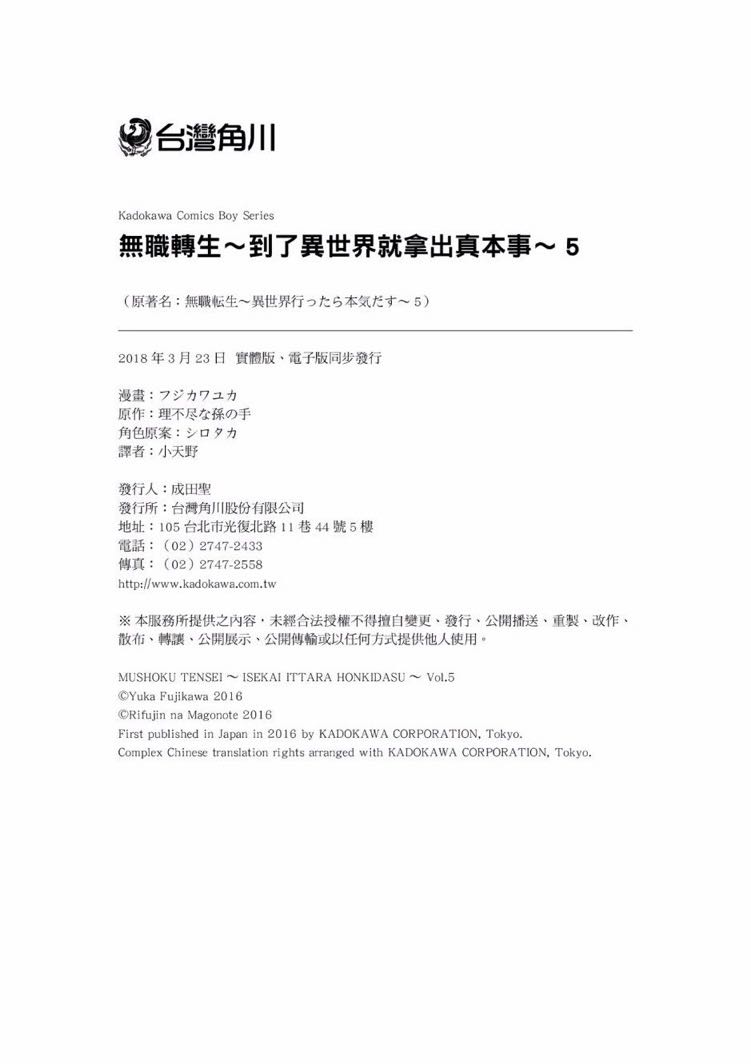 台灣角川
Kadokawa Comics Boy Series
無職轉生～到了異世界就拿出真本事～ 5
（原著名：無職転生～異世界行ったら本気だす～ 5）
2018 年 3 月 23 日 實體版、電子版同步發行
漫畫：フジカワユカ
原作：理不尽な孫の手
角色原案：シロタカ
譯者：小天野
發行人：成田聖
發行所：台灣角川股份有限公司
地址：105 台北市光復北路 11 巷 44 號 5 樓
電話：（02）2747-2433
傳真：（02）2747-2558
http://www.kadokawa.com.tw
※ 本服務所提供之內容，未經合法授權不得擅自變更、發行、公開播送、重製、改作、
散布、轉讓、公開展示、公開傳輸或以任何方式提供他人使用。
MUSHOKU TENSEI ～ ISEKAI ITTARA HONKIDASU ～ Vol.5
©Yuka Fujikawa 2016
©Rifujin na Magonote 2016
First published in Japan in 2016 by KADOKAWA CORPORATION, Tokyo.
Complex Chinese translation rights arranged with KADOKAWA CORPORATION, Tokyo.